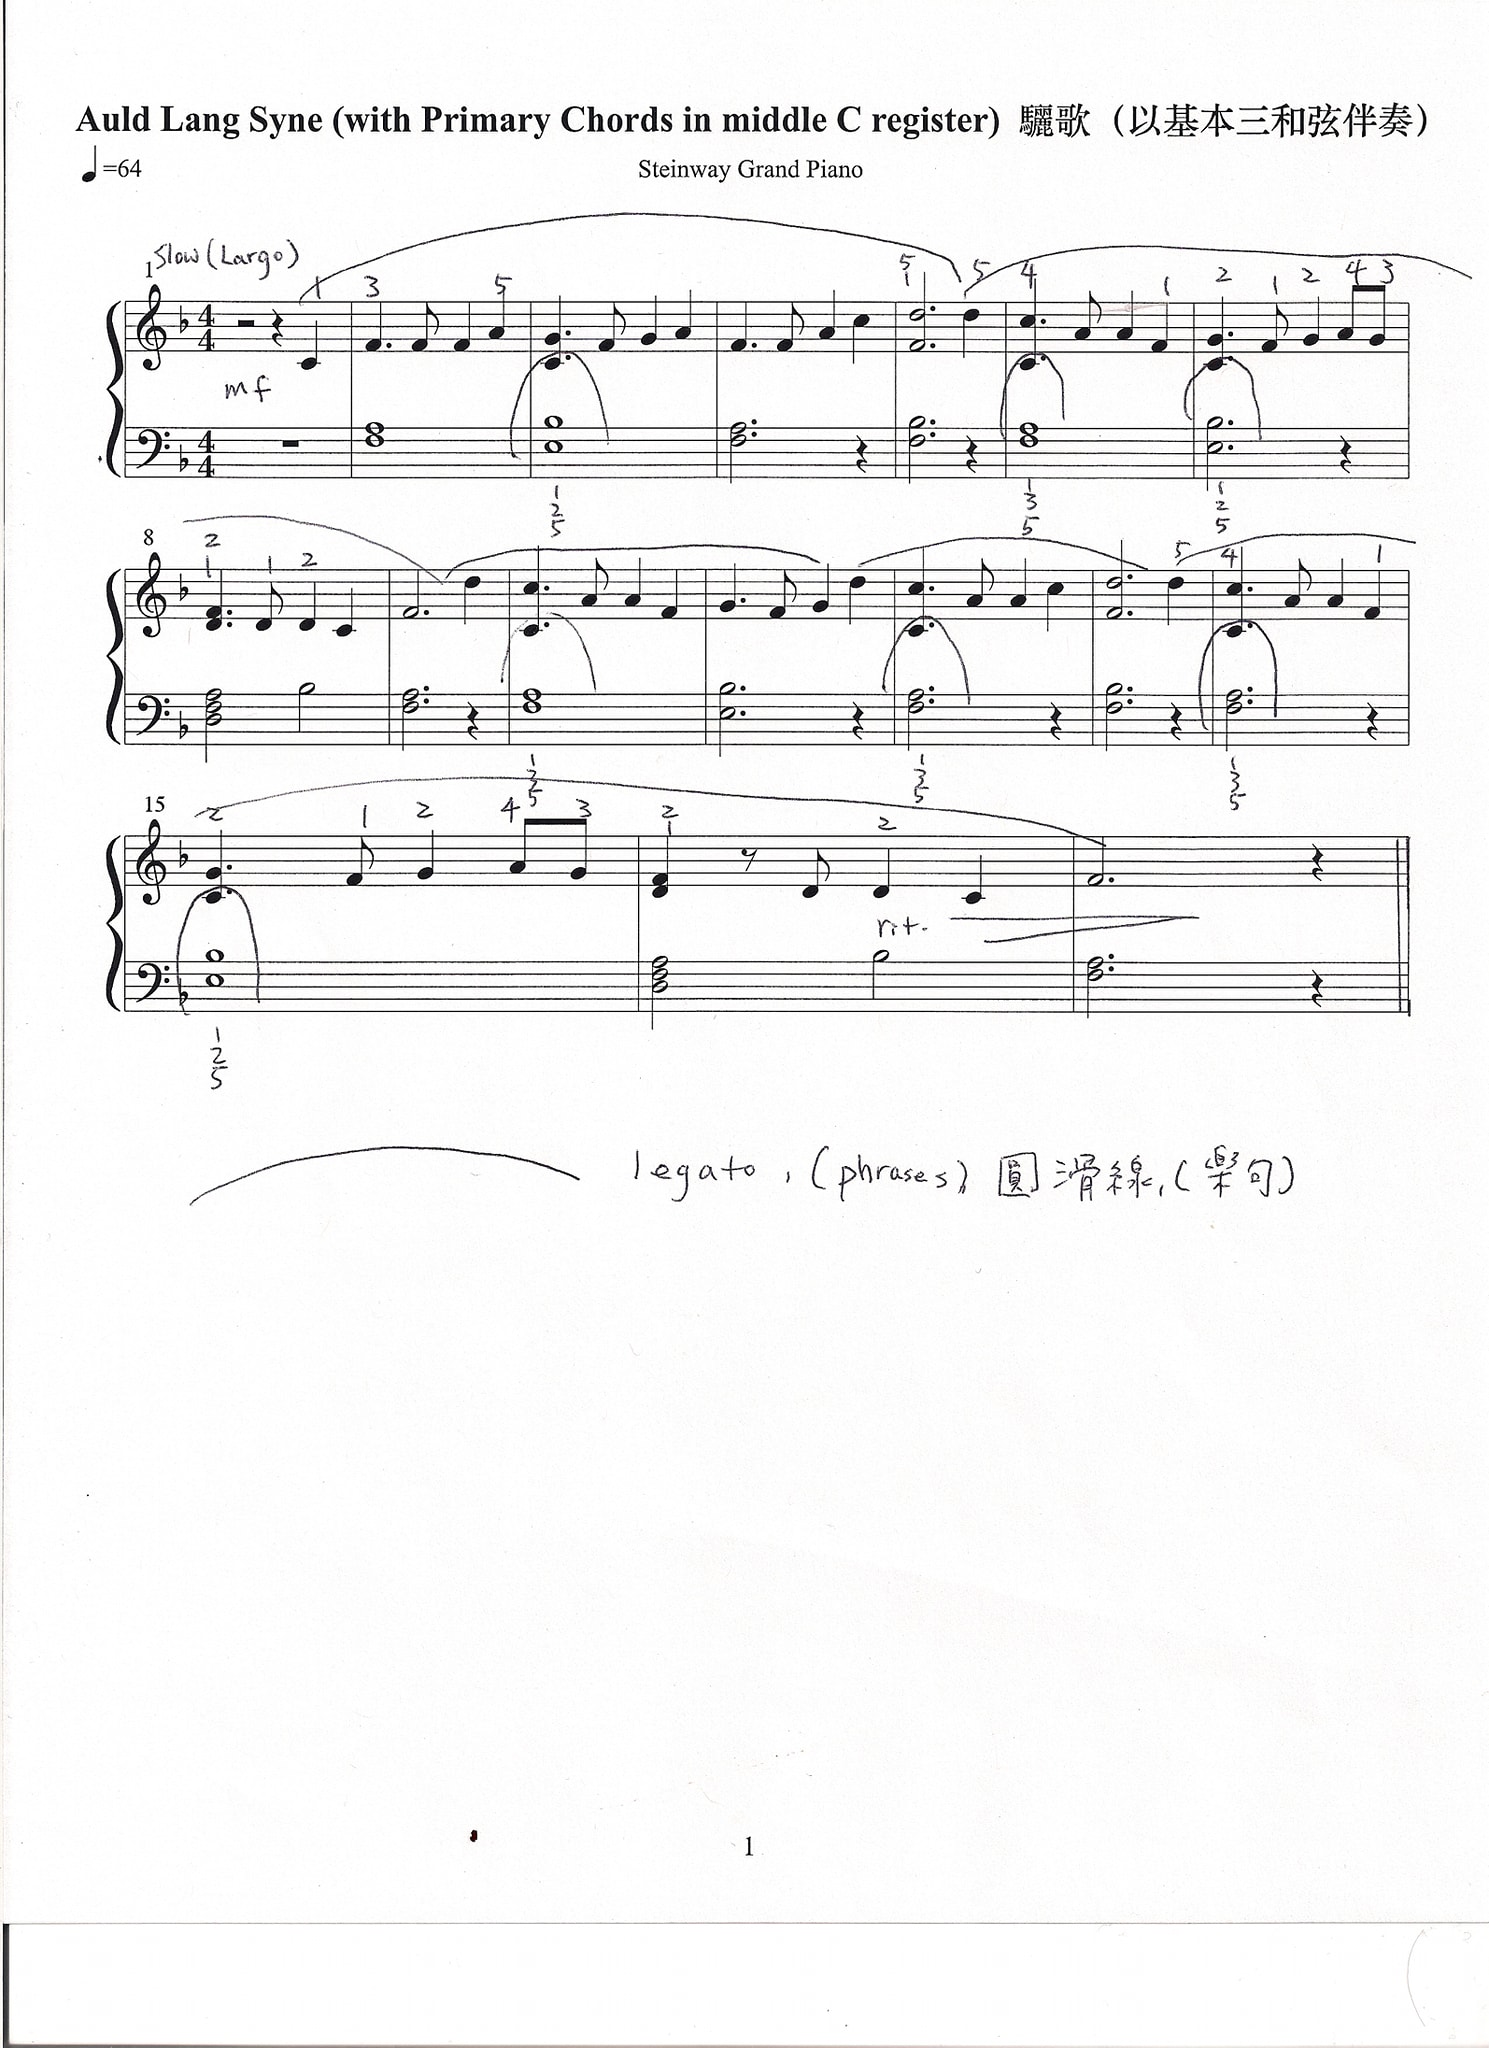 Auld Lang Syne (with Primary Chords in middle C register) 驪歌（以基本三和弦伴奏）
=64
Steinway Grand Piano
Slow (Largo)
1
1 3 5 5 1 5 4 1 2 1 2 4 3
4 4
mf
4 4
1 2 5 1 3 5 1 2 5
8
2 1 1 2 5 4 1
1 2 5 1 3 5 1 3 5
15
2 1 2 4 3 2 1 2
rit.
1 2 5
legato, (phrases), 圓滑線, (樂句)
1